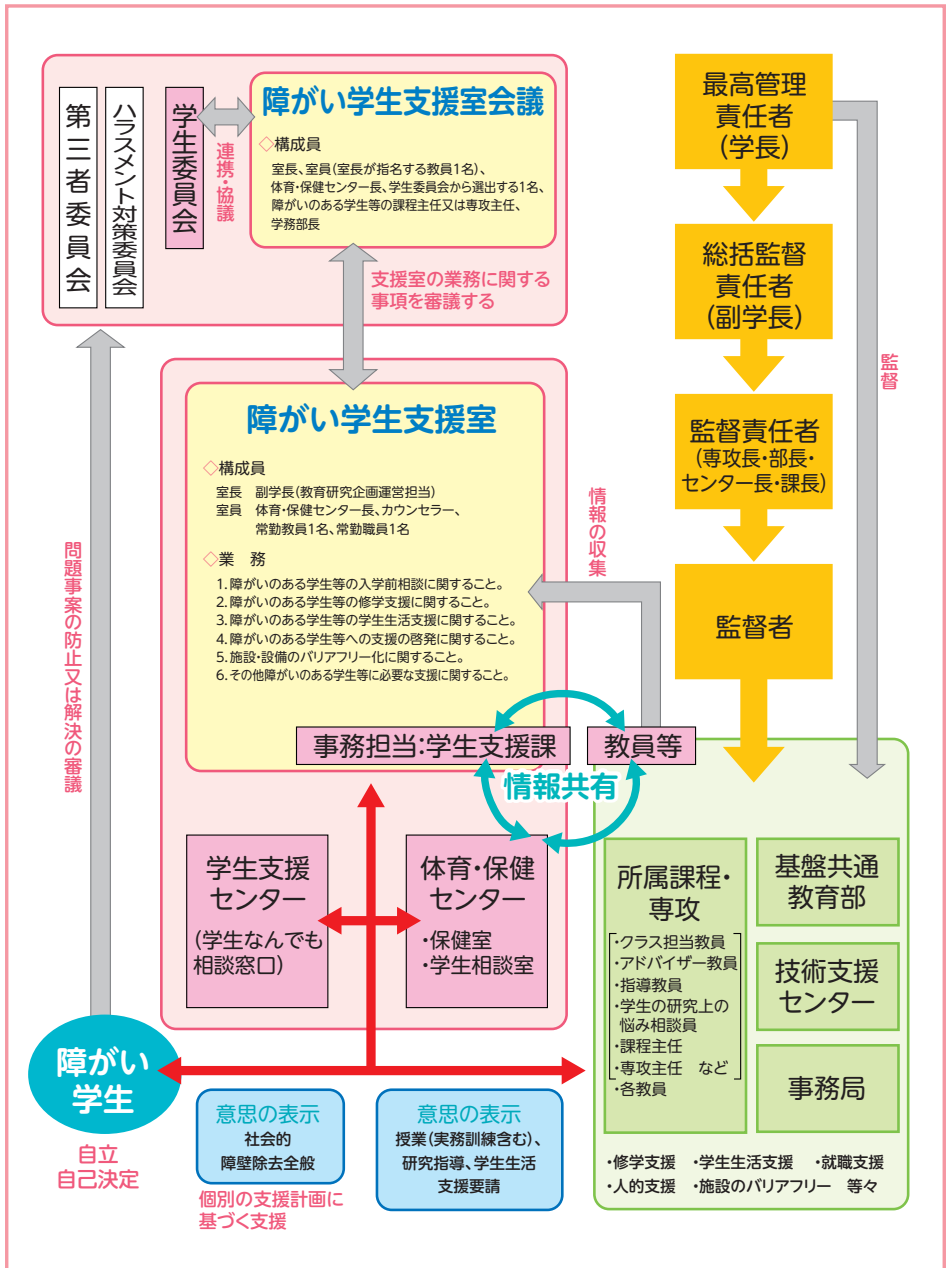 障がい学生支援室会議
◇構成員
室長、室員(室長が指名する教員1名)、
体育・保健センター長、学生委員会から選出する1名、
障がいのある学生等の課程主任又は専攻主任、
学務部長
学生委員会
連携・協議
ハラスメント対策委員会
第三者委員会
支援室の業務に関する
事項を審議する
障がい学生支援室
◇構成員
室長　副学長(教育研究企画運営担当)
室員　体育・保健センター長、カウンセラー、
常勤教員1名、常勤職員1名
◇業　務
1.障がいのある学生等の入学前相談に関すること。
2.障がいのある学生等の修学支援に関すること。
3.障がいのある学生等の学生生活支援に関すること。
4.障がいのある学生等への支援の啓発に関すること。
5.施設・設備のバリアフリー化に関すること。
6.その他障がいのある学生等に必要な支援に関すること。
事務担当:学生支援課
教員等
情報共有
情報の収集
学生支援
センター
(学生なんでも
相談窓口)
体育・保健
センター
・保健室
・学生相談室
問題事案の防止又は解決の審議
障がい
学生
自立
自己決定
意思の表示
社会的
障壁除去全般
個別の支援計画に
基づく支援
意思の表示
授業(実務訓練含む)、
研究指導、学生生活
支援要請
最高管理
責任者
(学長)
総括監督
責任者
(副学長)
監督責任者
(専攻長・部長・
センター長・課長)
監督者
監督
所属課程・
専攻
・クラス担当教員
・アドバイザー教員
・指導教員
・学生の研究上の
悩み相談員
・課程主任
・専攻主任　など
・各教員
基盤共通
教育部
技術支援
センター
事務局
・修学支援　・学生生活支援　・就職支援
・人的支援　・施設のバリアフリー　等々